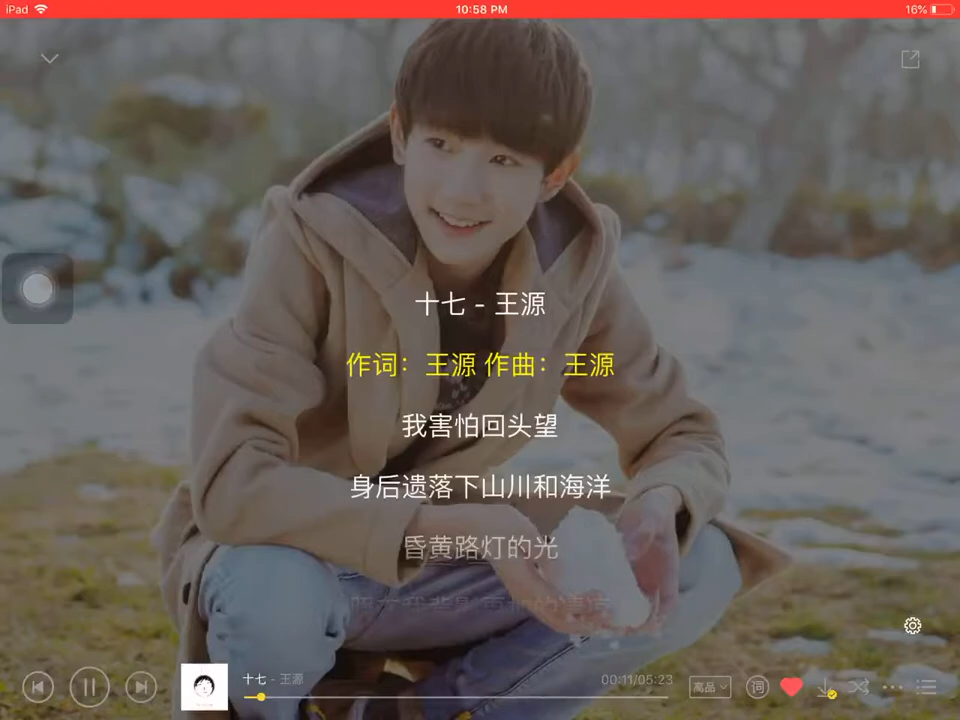 iPad 10:58 PM 16%
十七 - 王源
作词：王源 作曲：王源
我害怕回头望
身后遗落下山川和海洋
昏黄路灯的光
十七 - 王源
00:11/05:23
高品
词